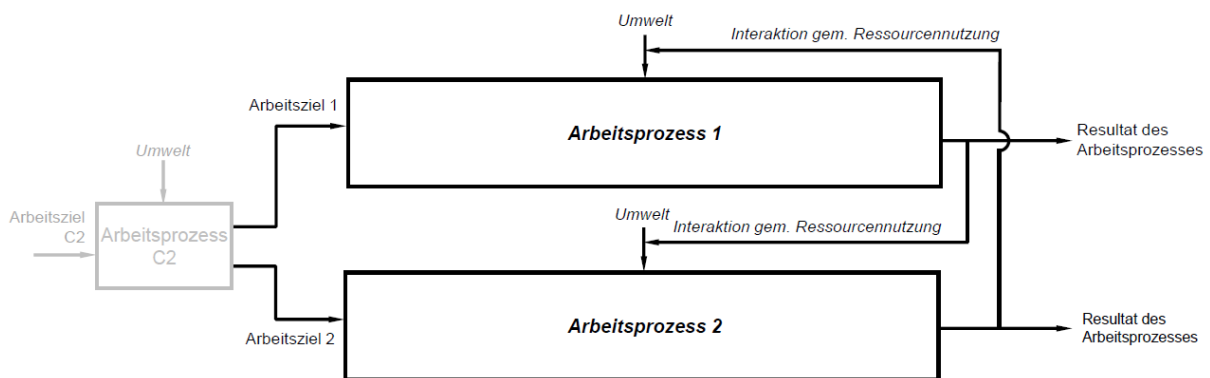 Umwelt
Interaktion gem. Ressourcennutzung
Arbeitsziel 1
Arbeitsprozess 1
Resultat des
Arbeitsprozesses
Umwelt
Arbeitsziel
C2
Arbeitsprozess
C2
Umwelt
Interaktion gem. Ressourcennutzung
Arbeitsziel 2
Arbeitsprozess 2
Resultat des
Arbeitsprozesses